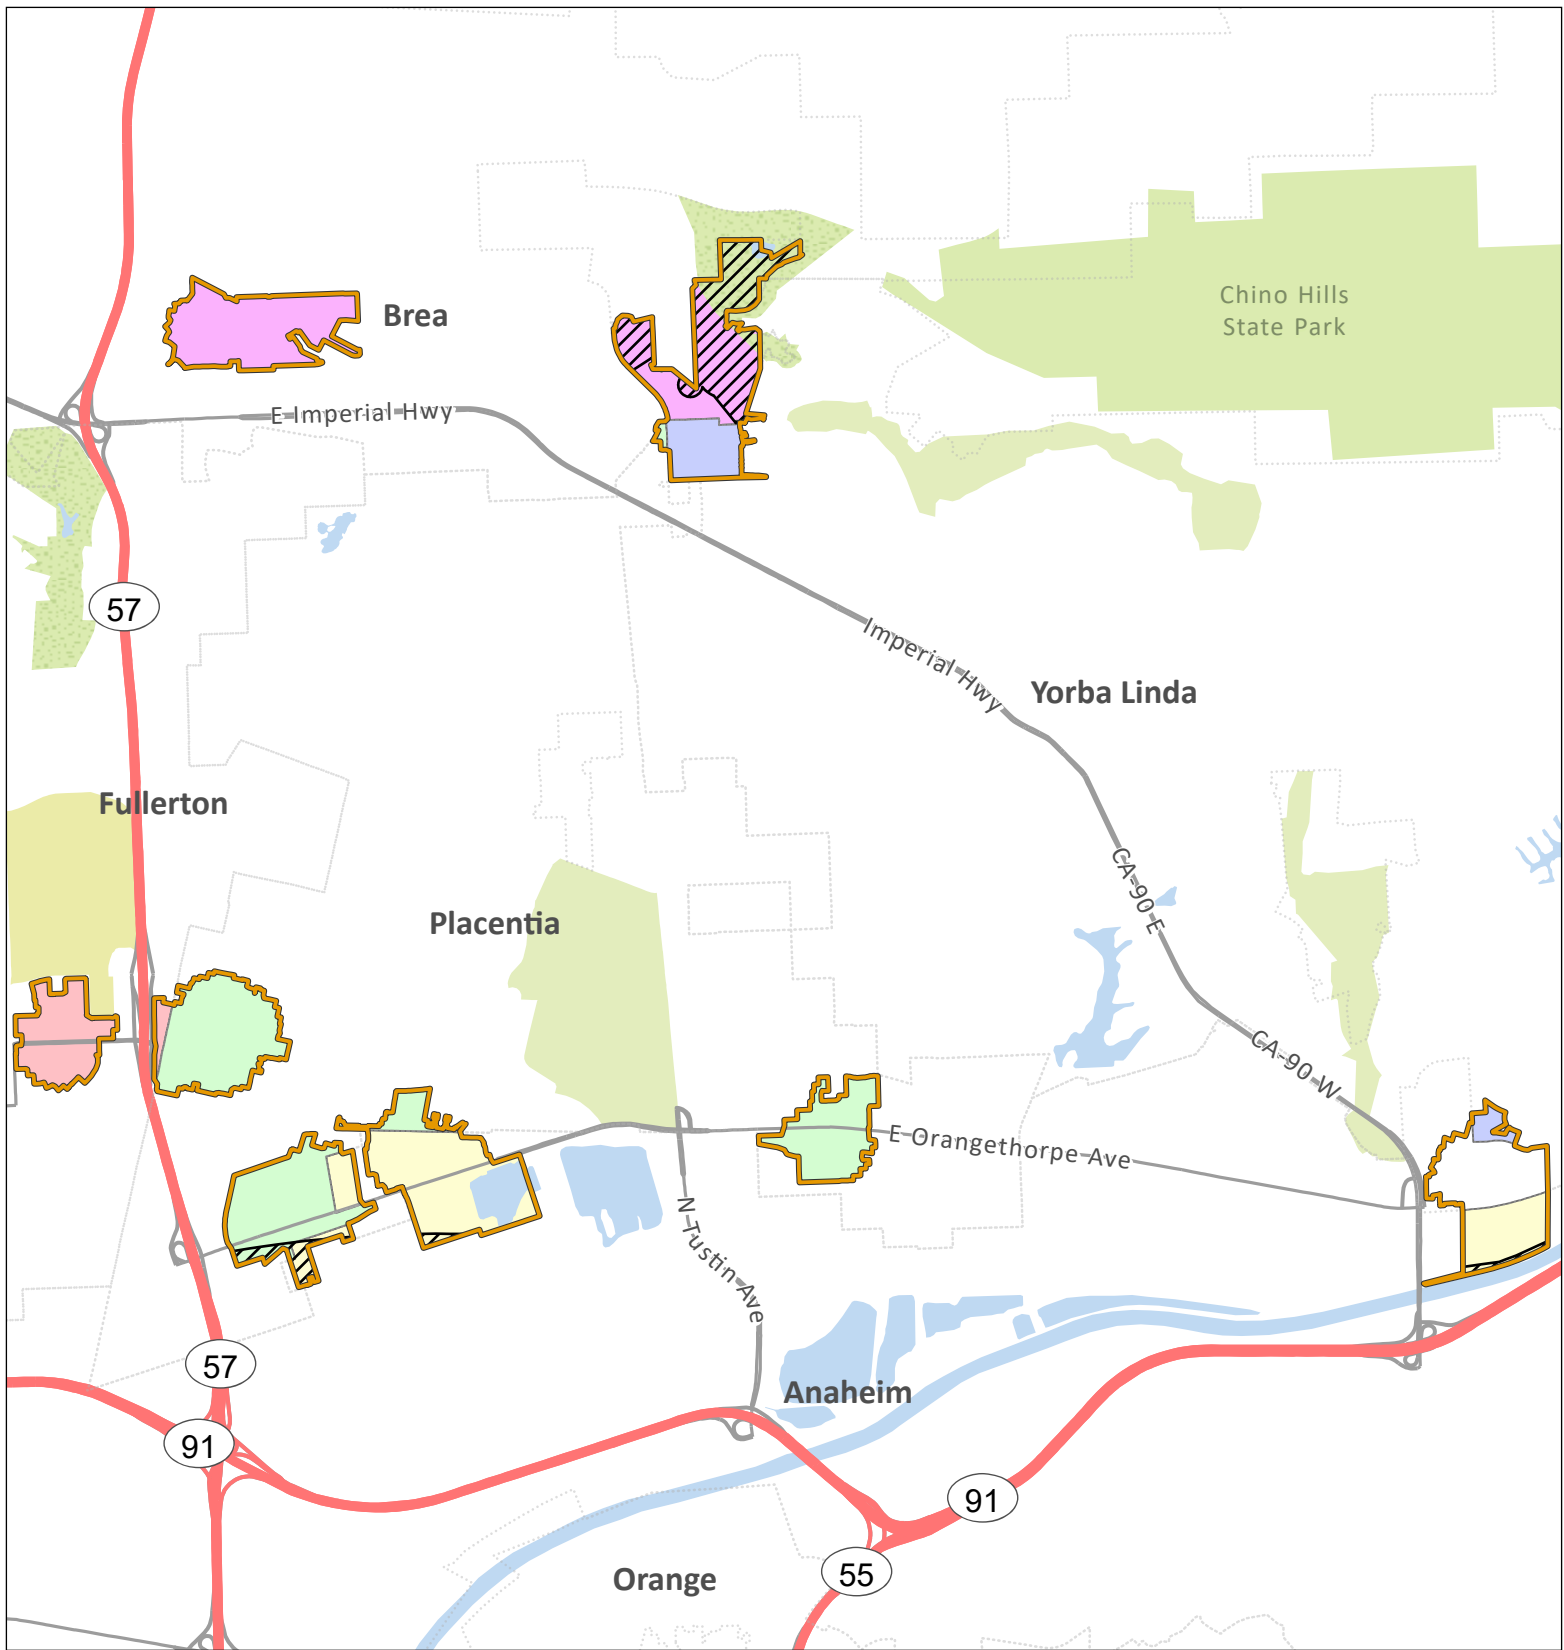 Chino Hills
State Park
Brea
E Imperial Hwy
57
Imperial Hwy
Yorba Linda
Fullerton
CA-90 E
Placentia
CA-90 W
E Orangethorpe Ave
N Tustin Ave
57
Anaheim
91
91
55
Orange